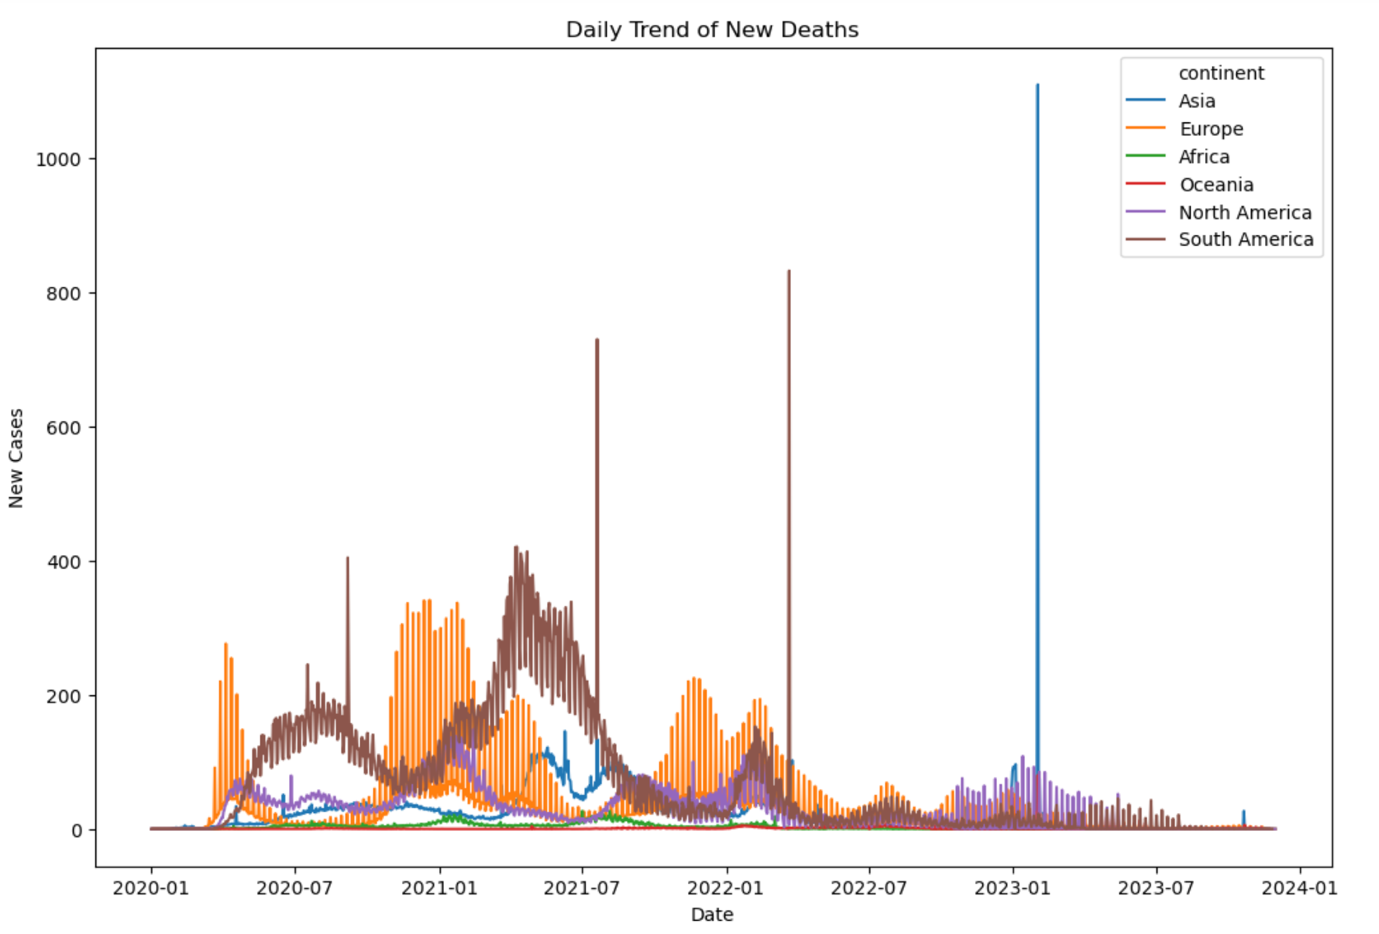 Daily Trend of New Deaths
continent
Asia
Europe
Africa
Oceania
North America
South America
1000
800
600
400
200
0
New Cases
2020-01 2020-07 2021-01 2021-07 2022-01 2022-07 2023-01 2023-07 2024-01
Date